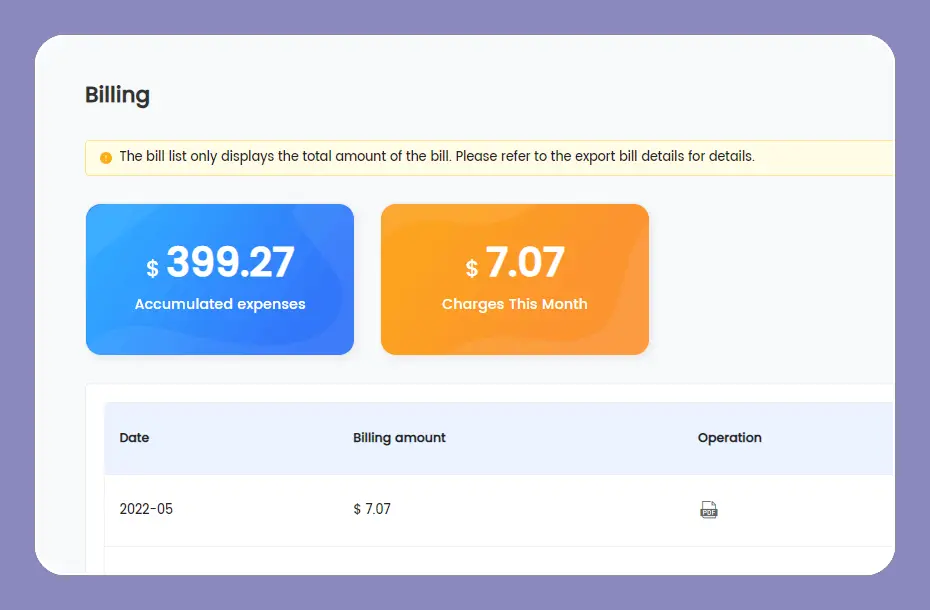 Billing
The bill list only displays the total amount of the bill. Please refer to the export bill details for details.
$ 399.27
Accumulated expenses
$ 7.07
Charges This Month
Date Billing amount Operation
2022-05 $ 7.07 PDF